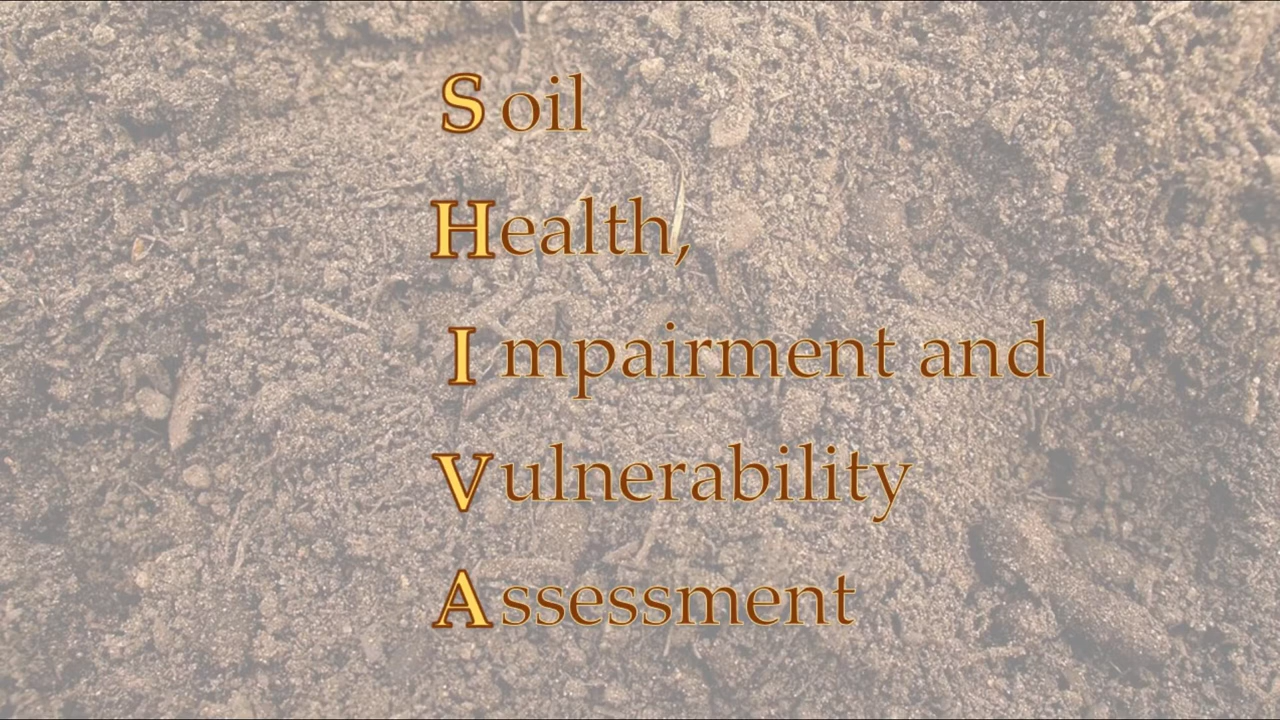 Soil
Health,
Impairment and
Vulnerability
Assessment